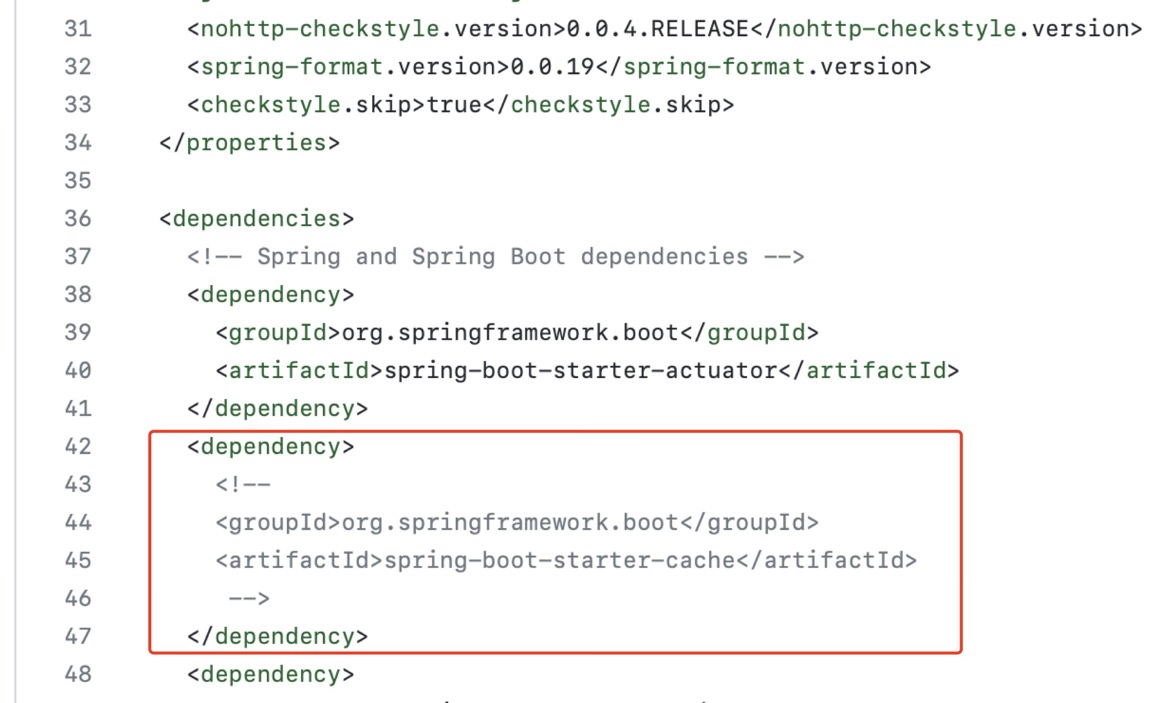 31 <nohttp-checkstyle.version>0.0.4.RELEASE</nohttp-checkstyle.version>
32 <spring-format.version>0.0.19</spring-format.version>
33 <checkstyle.skip>true</checkstyle.skip>
34 </properties>
35
36 <dependencies>
37 <!-- Spring and Spring Boot dependencies -->
38 <dependency>
39 <groupId>org.springframework.boot</groupId>
40 <artifactId>spring-boot-starter-actuator</artifactId>
41 </dependency>
42 <dependency>
43 <!--
44 <groupId>org.springframework.boot</groupId>
45 <artifactId>spring-boot-starter-cache</artifactId>
46 -->
47 </dependency>
48 <dependency>